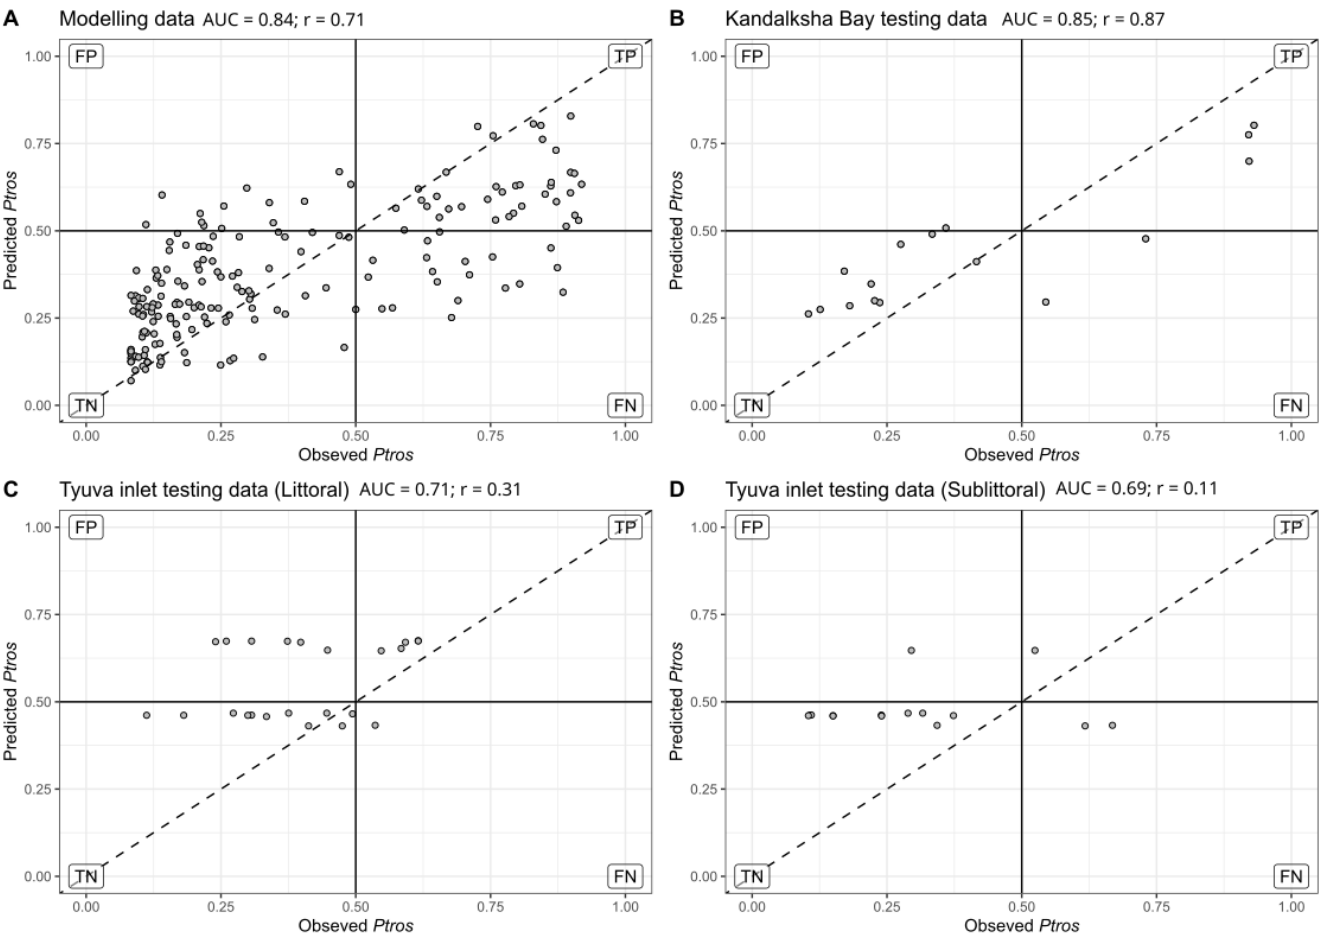 A Modelling data AUC = 0.84; r = 0.71
FP
TP
TN
FN
1.00
0.75
0.50
0.25
0.00
Predicted Ptros
0.00 0.25 0.50 0.75 1.00
Obseved Ptros
B Kandalksha Bay testing data AUC = 0.85; r = 0.87
FP
TP
TN
FN
1.00
0.75
0.50
0.25
0.00
Predicted Ptros
0.00 0.25 0.50 0.75 1.00
Obseved Ptros
C Tyuva inlet testing data (Littoral) AUC = 0.71; r = 0.31
FP
TP
TN
FN
1.00
0.75
0.50
0.25
0.00
Predicted Ptros
0.00 0.25 0.50 0.75 1.00
Obseved Ptros
D Tyuva inlet testing data (Sublittoral) AUC = 0.69; r = 0.11
FP
TP
TN
FN
1.00
0.75
0.50
0.25
0.00
Predicted Ptros
0.00 0.25 0.50 0.75 1.00
Obseved Ptros